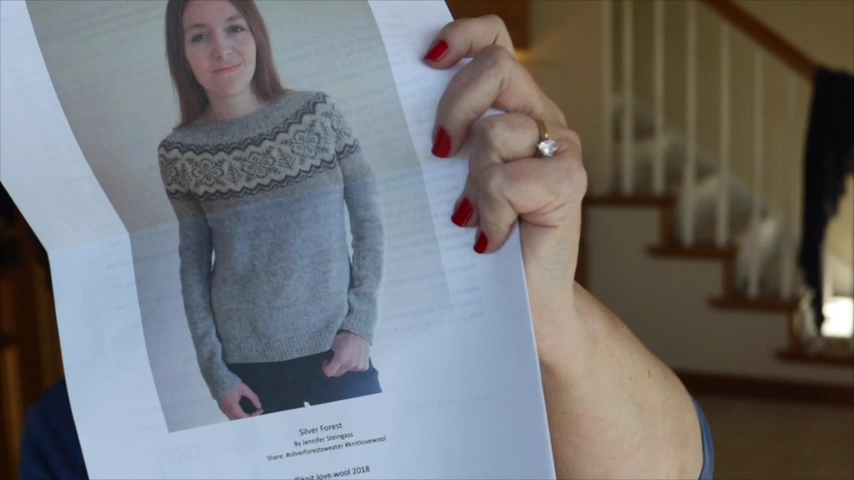 Silver Forest
By Jennifer Steingass
Share: #silverforestsweater #knitlovewool
©knit.love.wool 2018